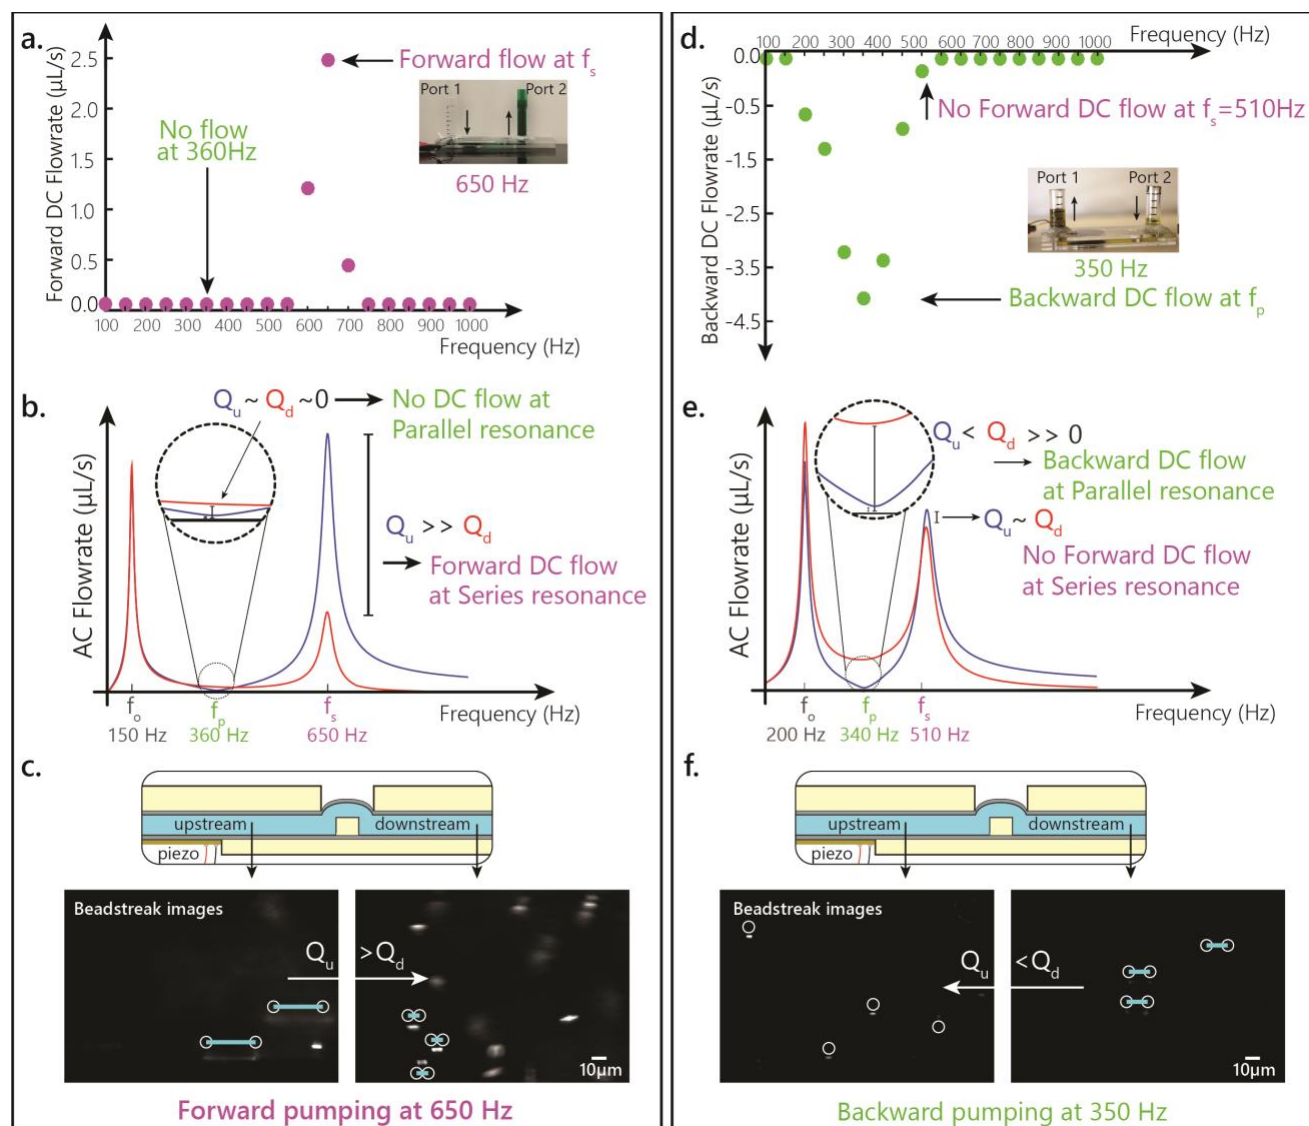 a.
Forward DC Flowrate (µL/s)
2.5
2.0
1.5
1.0
0.5
0.0
100 200 300 400 500 600 700 800 900 1000
Frequency (Hz)
No flow
at 360Hz
Forward flow at fs
Port 1 Port 2
650 Hz
b.
AC Flowrate (µL/s)
Qu ~ Qd ~0
No DC flow at
Parallel resonance
Qu >> Qd
Forward DC flow
at Series resonance
fo fp fs
150 Hz 360 Hz 650 Hz
Frequency (Hz)
c.
upstream downstream
piezo
Beadstreak images
Qu >Qd
10µm
Forward pumping at 650 Hz
d.
Frequency (Hz)
100 200 300 400 500 600 700 800 900 1000
Backward DC Flowrate (µL/s)
0.0
-0.5
-1.5
-2.5
-3.5
-4.5
No Forward DC flow at fs=510Hz
Port 1 Port 2
350 Hz
Backward DC flow at fp
e.
AC Flowrate (µL/s)
Qu < Qd >> 0
Backward DC flow
at Parallel resonance
Qu ~ Qd
No Forward DC flow
at Series resonance
fo fp fs
200 Hz 340 Hz 510 Hz
Frequency (Hz)
f.
upstream downstream
piezo
Beadstreak images
Qu <Qd
10µm
Backward pumping at 350 Hz